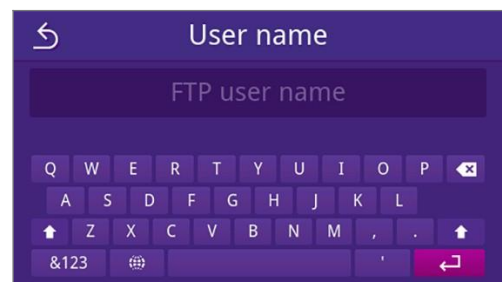 User name
FTP user name
Q W E R T Y U I O P
A S D F G H J K L
Z X C V B N M , .
&123 '